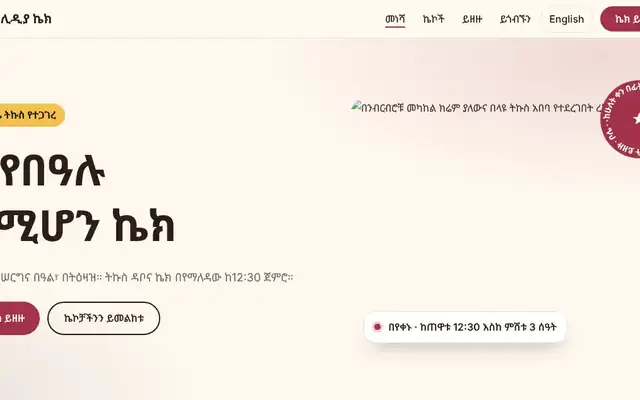 ሊዲያ ኬክ
መነሻ
ኬኮች
ይዘዙ
ይጎብኙን
English
ኬክ
ትኩስ የተጋገረ
የበዓሉ
ሚሆን ኬክ
ሠርግና በዓል፣ በትዕዛዝ። ትኩስ ዳቦና ኬክ በየማለዳው ከ12:30 ጀምሮ።
ይዘዙ
ኬኮቻችንን ይመልከቱ
በንብርብሮቹ መካከል ክሬም ያለውና በላዩ ትኩስ አበባ የተደረገበት
በየቀኑ · ከጠዋቱ 12:30 እስከ ምሽቱ 3 ሰዓት